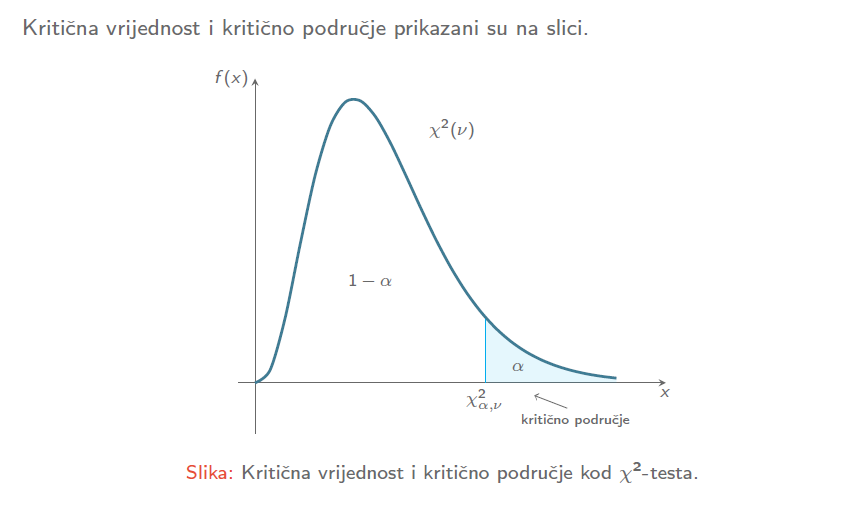 Kritična vrijednost i kritično područje prikazani su na slici.
f(x)
χ²(ν)
1 − α
α
χ²α,ν
x
kritično područje
Slika: Kritična vrijednost i kritično područje kod χ²-testa.